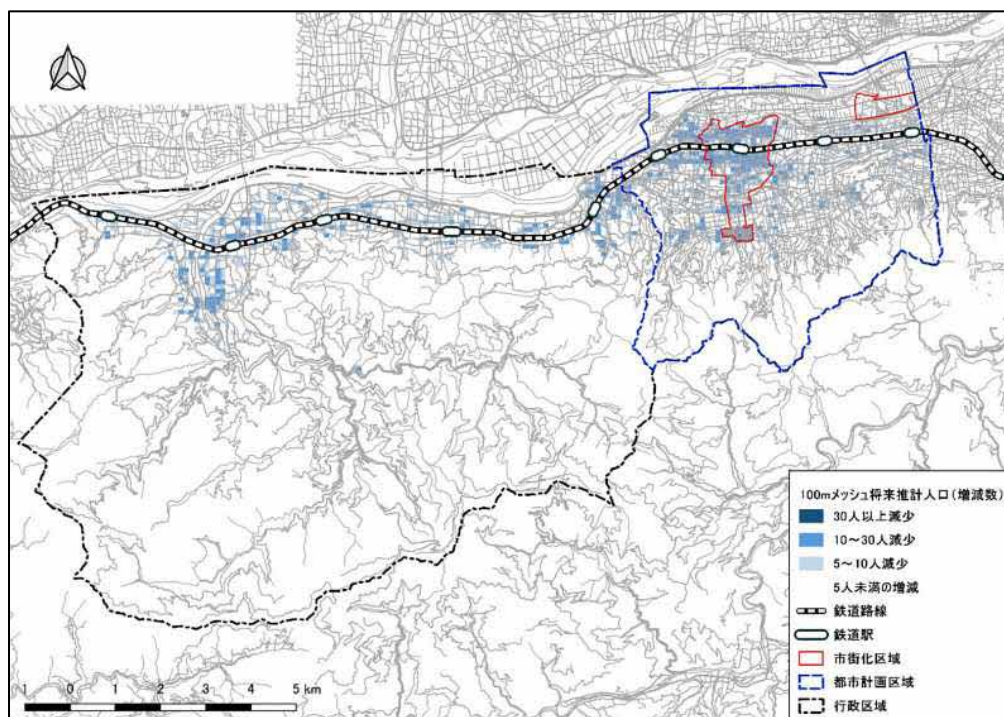 100mメッシュ将来推計人口(増減数)
30人以上減少
10～30人減少
5～10人減少
5人未満の増減
鉄道路線
鉄道駅
市街化区域
都市計画区域
行政区域
1 0 1 2 3 4 5 km